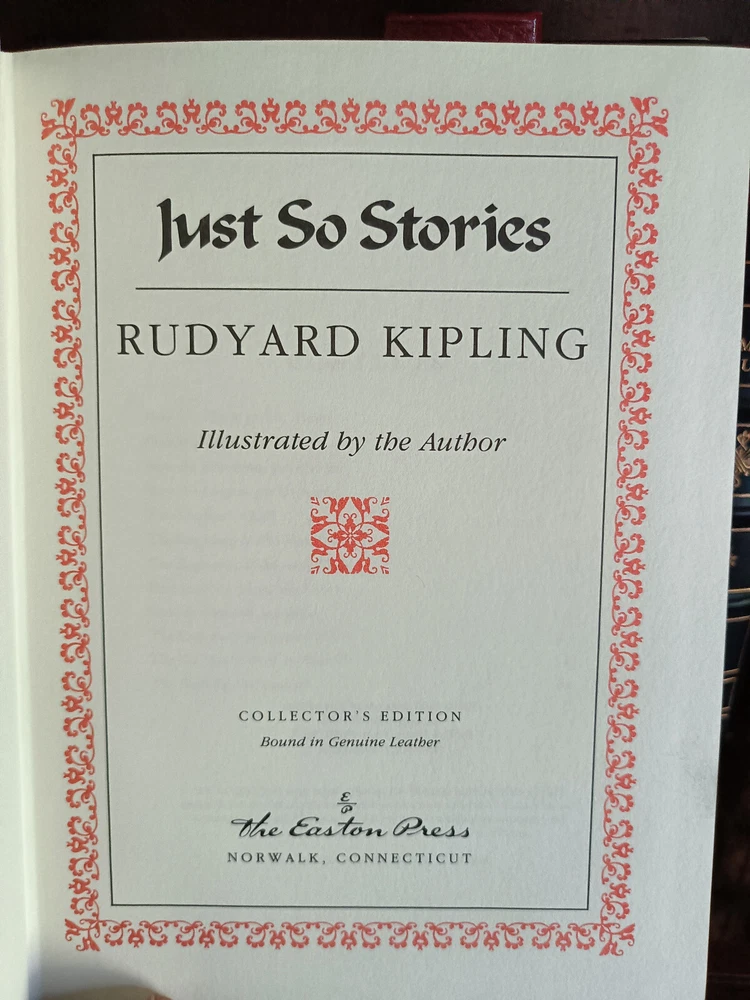 Just So Stories
RUDYARD KIPLING
Illustrated by the Author
COLLECTOR'S EDITION
Bound in Genuine Leather
E
P
The Easton Press
NORWALK, CONNECTICUT